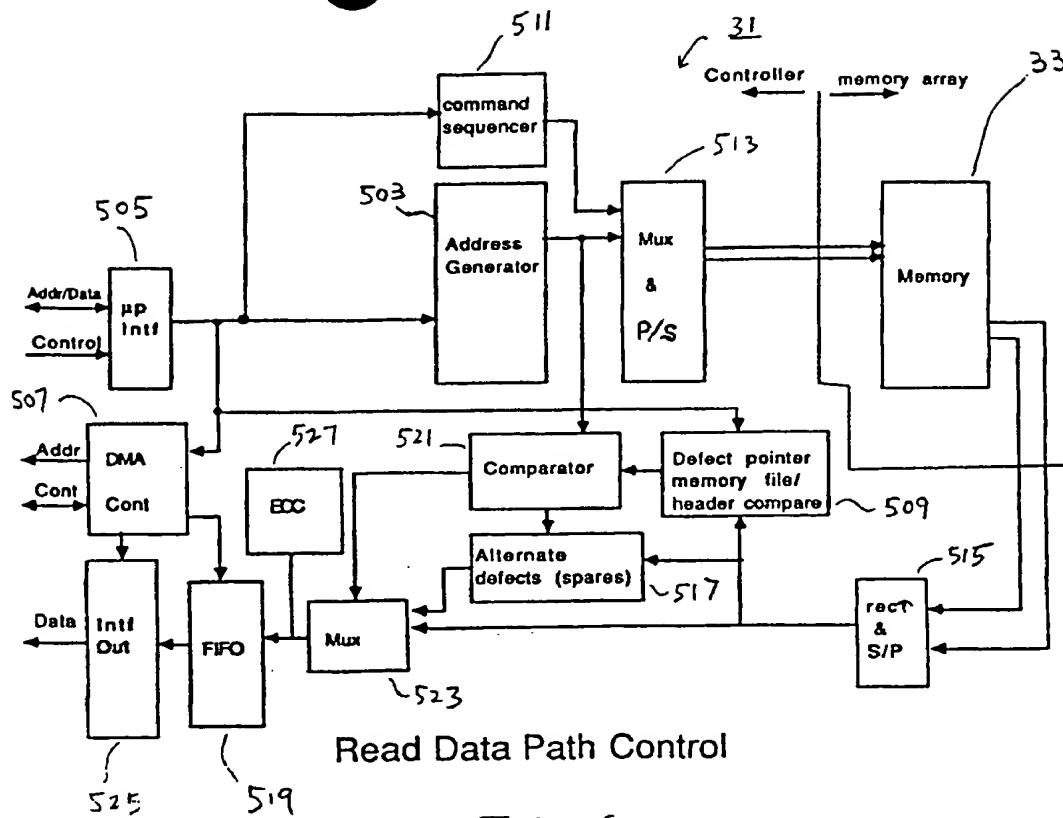 511
31
Controller
memory array
33
command
sequencer
513
503
505
Address
Generator
Mux
&
P/S
Memory
Addr/Data
µp
Intf
Control
507
527
521
Addr
DMA
Cont
Cont
ECC
Comparator
Defect pointer
memory file/
header compare
509
Alternate
defects (spares)
517
515
rect
&
S/P
Data
Intf
Out
FIFO
Mux
523
Read Data Path Control
525
519